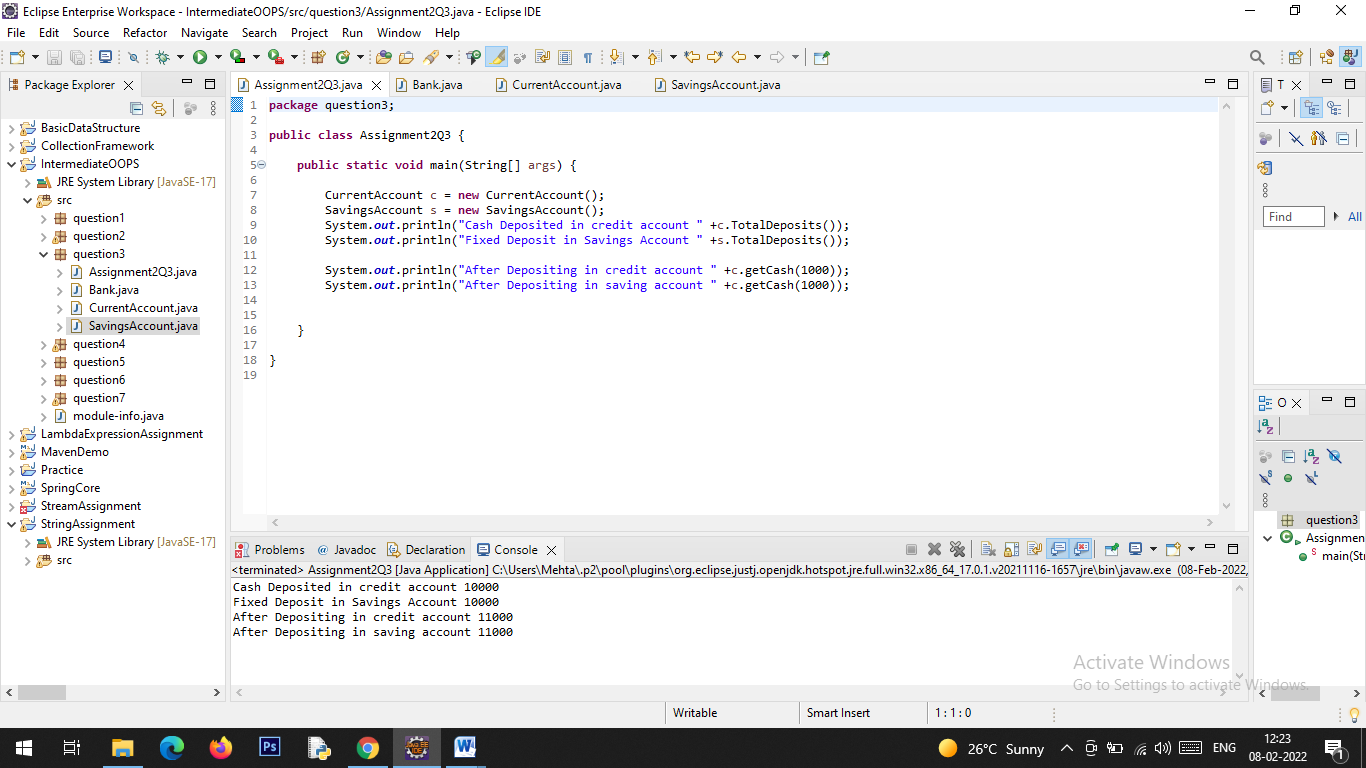 Eclipse Enterprise Workspace - IntermediateOOPS/src/question3/Assignment2Q3.java - Eclipse IDE
File Edit Source Refactor Navigate Search Project Run Window Help
Package Explorer
BasicDataStructure
CollectionFramework
IntermediateOOPS
JRE System Library [JavaSE-17]
src
question1
question2
question3
Assignment2Q3.java
Bank.java
CurrentAccount.java
SavingsAccount.java
question4
question5
question6
question7
module-info.java
LambdaExpressionAssignment
MavenDemo
Practice
SpringCore
StreamAssignment
StringAssignment
JRE System Library [JavaSE-17]
src
Assignment2Q3.java Bank.java CurrentAccount.java SavingsAccount.java
1 package question3;
2
3 public class Assignment2Q3 {
4
5 public static void main(String[] args) {
6
7 CurrentAccount c = new CurrentAccount();
8 SavingsAccount s = new SavingsAccount();
9 System.out.println("Cash Deposited in credit account " +c.TotalDeposits());
10 System.out.println("Fixed Deposit in Savings Account " +s.TotalDeposits());
11
12 System.out.println("After Depositing in credit account " +c.getCash(1000));
13 System.out.println("After Depositing in saving account " +c.getCash(1000));
14
15
16 }
17
18 }
19
Problems @ Javadoc Declaration Console
<terminated> Assignment2Q3 [Java Application] C:\Users\Mehta\.p2\pool\plugins\org.eclipse.justj.openjdk.hotspot.jre.full.win32.x86_64_17.0.1.v20211116-1657\jre\bin\javaw.exe (08-Feb-2022,
Cash Deposited in credit account 10000
Fixed Deposit in Savings Account 10000
After Depositing in credit account 11000
After Depositing in saving account 11000
T
Find All
O
question3
Assignmen
main(Stri
Activate Windows
Go to Settings to activate Windows.
Writable Smart Insert 1 : 1 : 0
Ps
W
26°C Sunny
ENG
12:23
08-02-2022
1